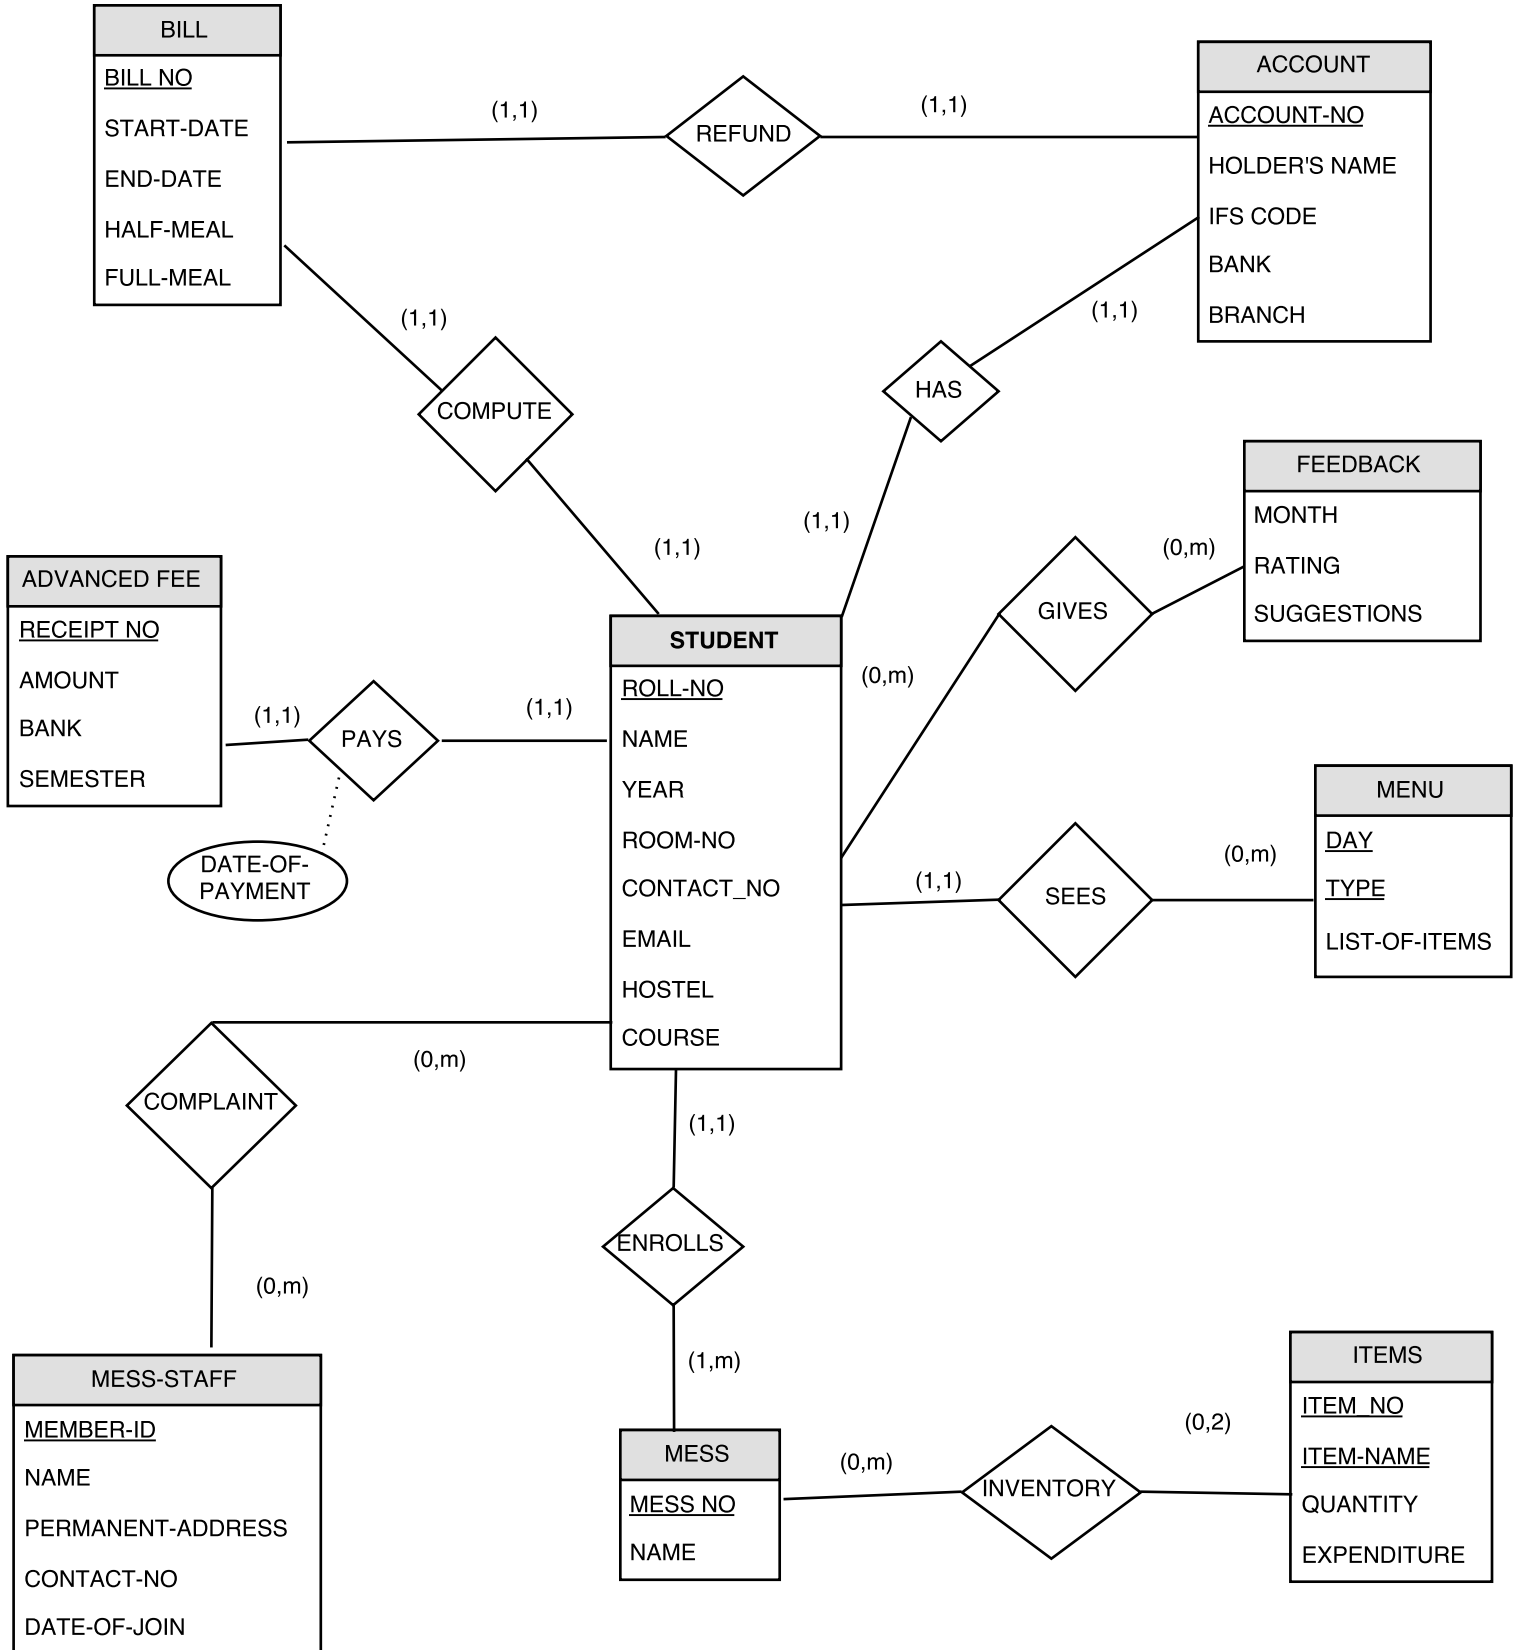 BILL
BILL NO
START-DATE
END-DATE
HALF-MEAL
FULL-MEAL
(1,1)
REFUND
(1,1)
ACCOUNT
ACCOUNT-NO
HOLDER'S NAME
IFS CODE
BANK
BRANCH
(1,1)
COMPUTE
(1,1)
(1,1)
HAS
(1,1)
FEEDBACK
MONTH
RATING
SUGGESTIONS
(0,m)
GIVES
(0,m)
ADVANCED FEE
RECEIPT NO
AMOUNT
BANK
SEMESTER
(1,1)
PAYS
(1,1)
DATE-OF-
PAYMENT
STUDENT
ROLL-NO
NAME
YEAR
ROOM-NO
CONTACT_NO
EMAIL
HOSTEL
COURSE
(1,1)
SEES
(0,m)
MENU
DAY
TYPE
LIST-OF-ITEMS
(0,m)
COMPLAINT
(0,m)
(1,1)
ENROLLS
(1,m)
MESS-STAFF
MEMBER-ID
NAME
PERMANENT-ADDRESS
CONTACT-NO
DATE-OF-JOIN
MESS
MESS NO
NAME
(0,m)
INVENTORY
(0,2)
ITEMS
ITEM_NO
ITEM-NAME
QUANTITY
EXPENDITURE